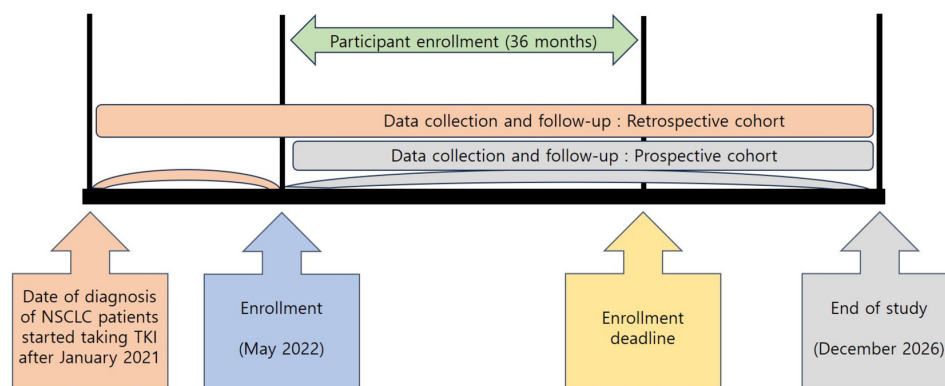 Participant enrollment (36 months)
Data collection and follow-up : Retrospective cohort
Data collection and follow-up : Prospective cohort
Date of diagnosis
of NSCLC patients
started taking TKI
after January 2021
Enrollment
(May 2022)
Enrollment
deadline
End of study
(December 2026)